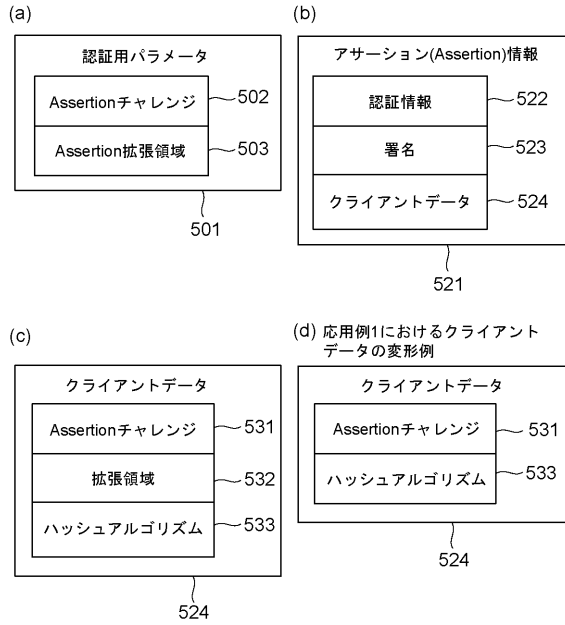 (a)
認証用パラメータ
Assertionチャレンジ
502
Assertion拡張領域
503
501
(b)
アサーション(Assertion)情報
認証情報
522
署名
523
クライアントデータ
524
521
(c)
クライアントデータ
Assertionチャレンジ
531
拡張領域
532
ハッシュアルゴリズム
533
524
(d) 応用例1におけるクライアント
データの変形例
クライアントデータ
Assertionチャレンジ
531
ハッシュアルゴリズム
533
524